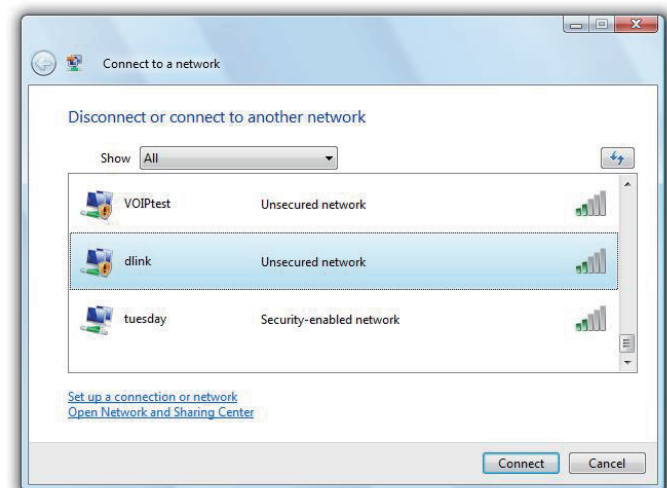 Connect to a network
Disconnect or connect to another network
Show All
VOIPtest Unsecured network
dlink Unsecured network
tuesday Security-enabled network
Set up a connection or network
Open Network and Sharing Center
Connect Cancel